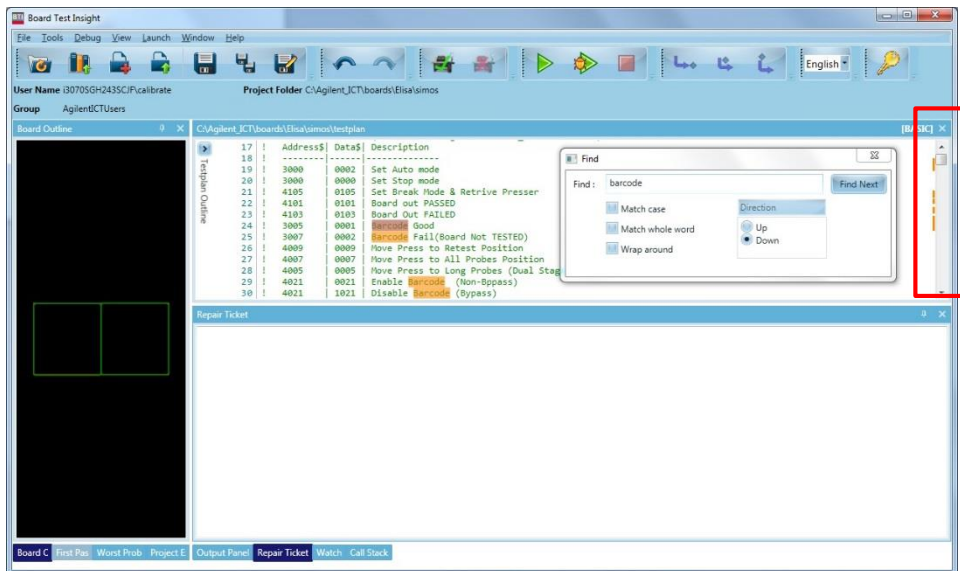 Board Test Insight
File Tools Debug View Launch Window Help
English
User Name i3070SGH243SCJF\calibrate Project Folder C:\Agilent_ICT\boards\Elisa\simos
Group AgilentICTUsers
Board Outline C:\Agilent_ICT\boards\Elisa\simos\testplan [BASIC]
Testplan Outline
17 ! Address$| Data$| Description
18 ! --------|------|--------------
19 ! 3000 | 0002 | Set Auto mode
20 ! 3000 | 0000 | Set Stop mode
21 ! 4105 | 0105 | Set Break Mode & Retrive Presser
22 ! 4101 | 0101 | Board out PASSED
23 ! 4103 | 0103 | Board Out FAILED
24 ! 3005 | 0001 | Barcode Good
25 ! 3007 | 0002 | Barcode Fail(Board Not TESTED)
26 ! 4009 | 0009 | Move Press to Retest Position
27 ! 4007 | 0007 | Move Press to All Probes Position
28 ! 4005 | 0005 | Move Press to Long Probes (Dual Stag
29 ! 4021 | 0021 | Enable Barcode (Non-Bppass)
30 ! 4021 | 1021 | Disable Barcode (Bypass)
Find
Find : barcode Find Next
Match case Direction
Match whole word Up
Wrap around Down
Repair Ticket
Board C First Pas Worst Prob Project E Output Panel Repair Ticket Watch Call Stack